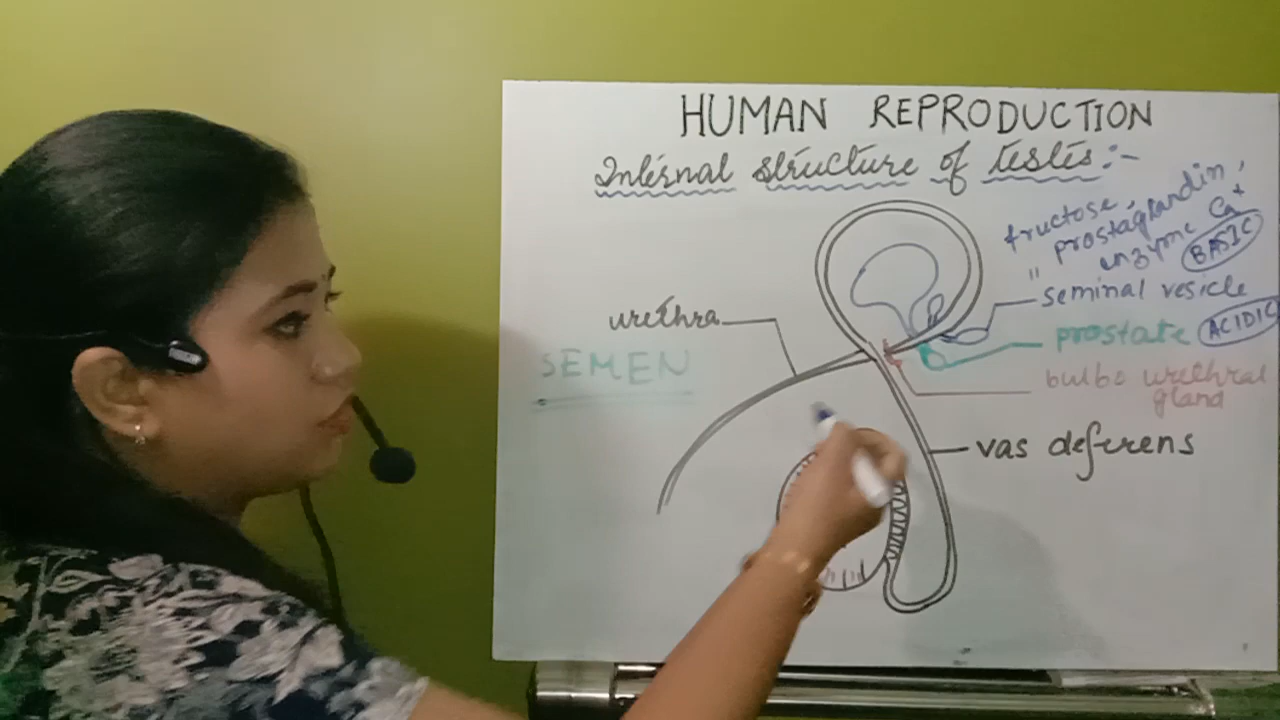 HUMAN REPRODUCTION
Internal structure of testes :-
fructose,
prostaglandin,
" enzyme Ca+
BASIC
seminal vesicle
urethra
prostate ACIDIC
SEMEN
bulbo urethral
gland
vas deferens